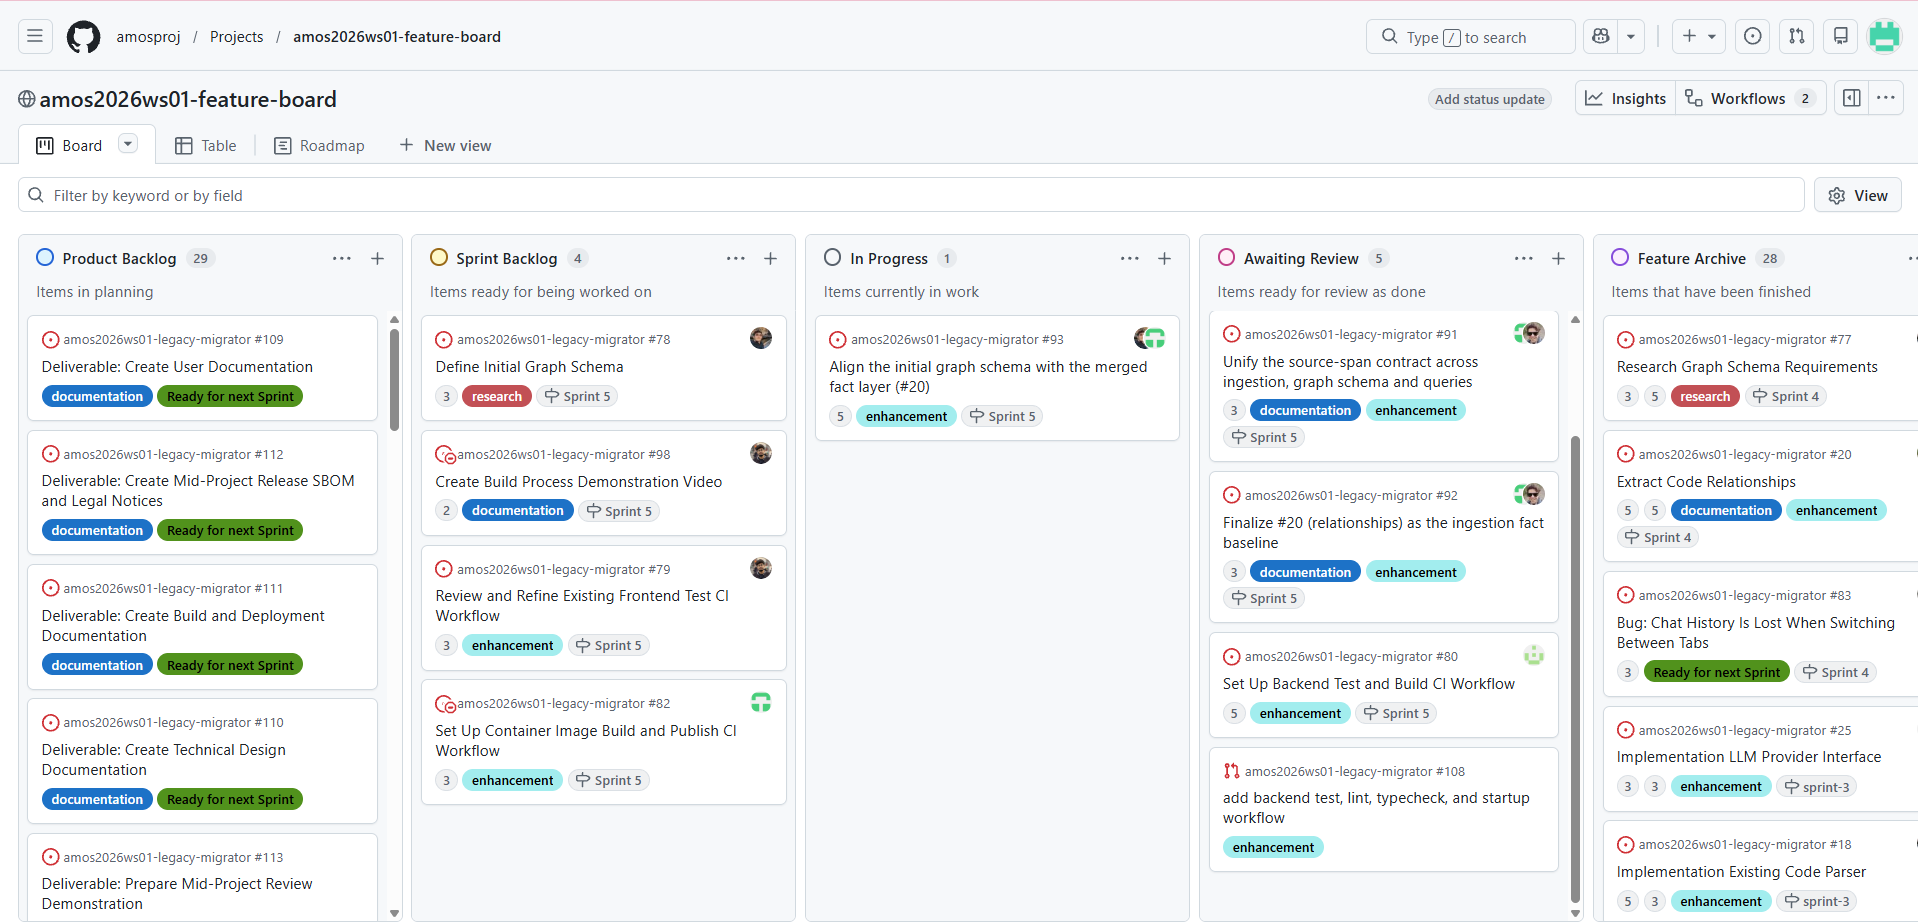 amosproj / Projects / amos2026ws01-feature-board
Type / to search
amos2026ws01-feature-board
Add status update
Insights
Workflows 2
Board
Table
Roadmap
New view
Filter by keyword or by field
View
Product Backlog 29
Items in planning
amos2026ws01-legacy-migrator #109
Deliverable: Create User Documentation
documentation Ready for next Sprint
amos2026ws01-legacy-migrator #112
Deliverable: Create Mid-Project Release SBOM
and Legal Notices
documentation Ready for next Sprint
amos2026ws01-legacy-migrator #111
Deliverable: Create Build and Deployment
Documentation
documentation Ready for next Sprint
amos2026ws01-legacy-migrator #110
Deliverable: Create Technical Design
Documentation
documentation Ready for next Sprint
amos2026ws01-legacy-migrator #113
Deliverable: Prepare Mid-Project Review
Demonstration
Sprint Backlog 4
Items ready for being worked on
amos2026ws01-legacy-migrator #78
Define Initial Graph Schema
3 research Sprint 5
amos2026ws01-legacy-migrator #98
Create Build Process Demonstration Video
2 documentation Sprint 5
amos2026ws01-legacy-migrator #79
Review and Refine Existing Frontend Test CI
Workflow
3 enhancement Sprint 5
amos2026ws01-legacy-migrator #82
Set Up Container Image Build and Publish CI
Workflow
3 enhancement Sprint 5
In Progress 1
Items currently in work
amos2026ws01-legacy-migrator #93
Align the initial graph schema with the merged
fact layer (#20)
5 enhancement Sprint 5
Awaiting Review 5
Items ready for review as done
amos2026ws01-legacy-migrator #91
Unify the source-span contract across
ingestion, graph schema and queries
3 documentation enhancement
Sprint 5
amos2026ws01-legacy-migrator #92
Finalize #20 (relationships) as the ingestion fact
baseline
3 documentation enhancement
Sprint 5
amos2026ws01-legacy-migrator #80
Set Up Backend Test and Build CI Workflow
5 enhancement Sprint 5
amos2026ws01-legacy-migrator #108
add backend test, lint, typecheck, and startup
workflow
enhancement
Feature Archive 28
Items that have been finished
amos2026ws01-legacy-migrator #77
Research Graph Schema Requirements
3 5 research Sprint 4
amos2026ws01-legacy-migrator #20
Extract Code Relationships
5 5 documentation enhancement
Sprint 4
amos2026ws01-legacy-migrator #83
Bug: Chat History Is Lost When Switching
Between Tabs
3 Ready for next Sprint Sprint 4
amos2026ws01-legacy-migrator #25
Implementation LLM Provider Interface
3 3 enhancement sprint-3
amos2026ws01-legacy-migrator #18
Implementation Existing Code Parser
5 3 enhancement sprint-3